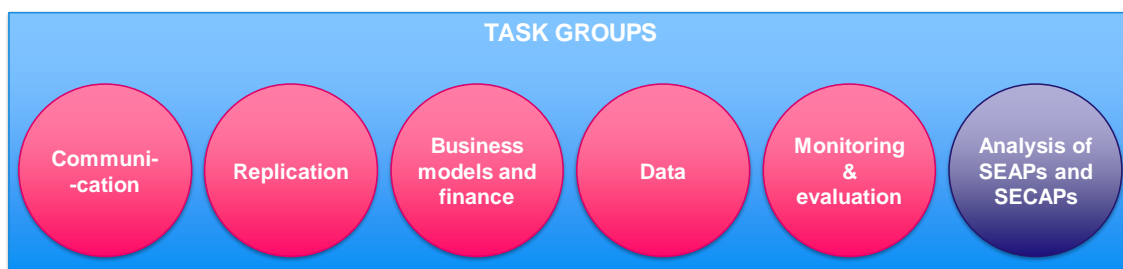 TASK GROUPS
Communi-
-cation
Replication
Business
models and
finance
Data
Monitoring
&
evaluation
Analysis of
SEAPs and
SECAPs